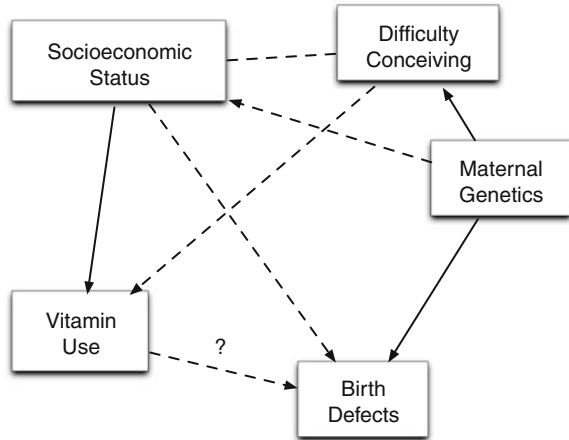 Socioeconomic
Status
Difficulty
Conceiving
Maternal
Genetics
Vitamin
Use
?
Birth
Defects